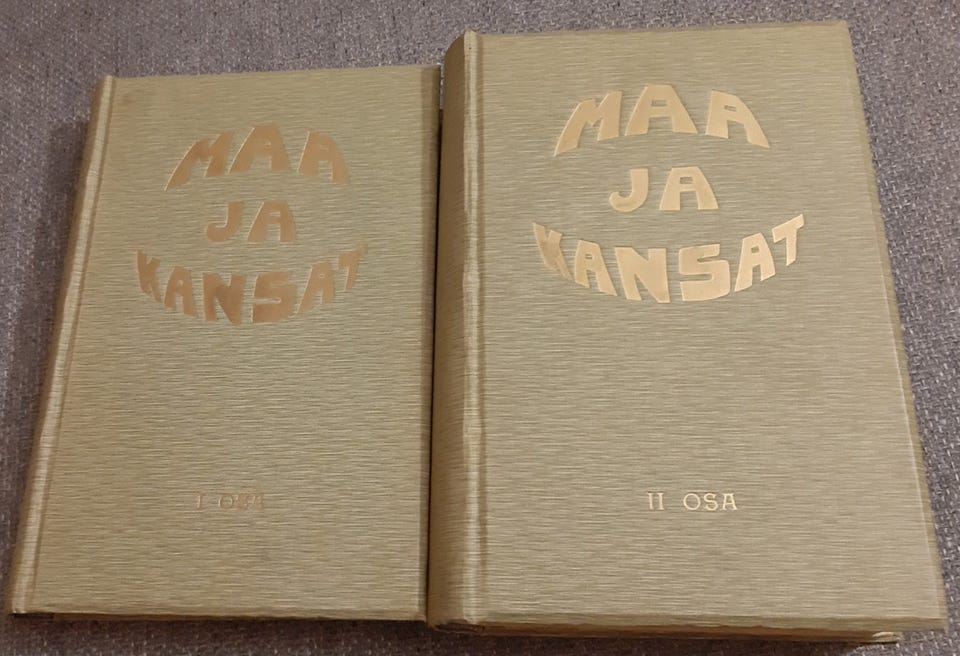 MAA
JA
KANSAT
I OSA
MAA
JA
KANSAT
II OSA